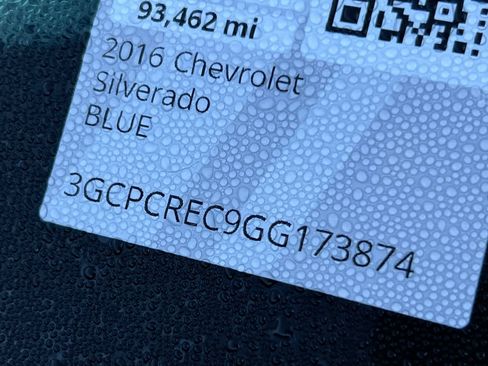 93,462 mi
2016 Chevrolet
Silverado
BLUE
3GCPCREC9GG173874